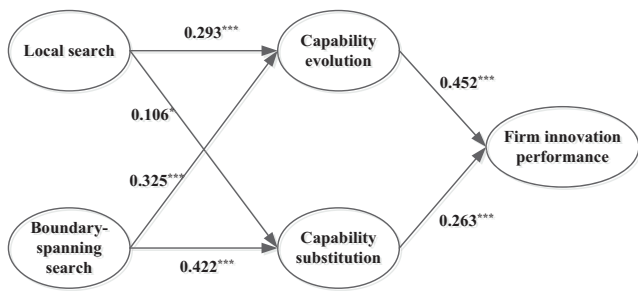 Local search
0.293***
Capability
evolution
0.106*
0.452***
Firm innovation
performance
0.325***
0.263***
Boundary-
spanning
search
0.422***
Capability
substitution